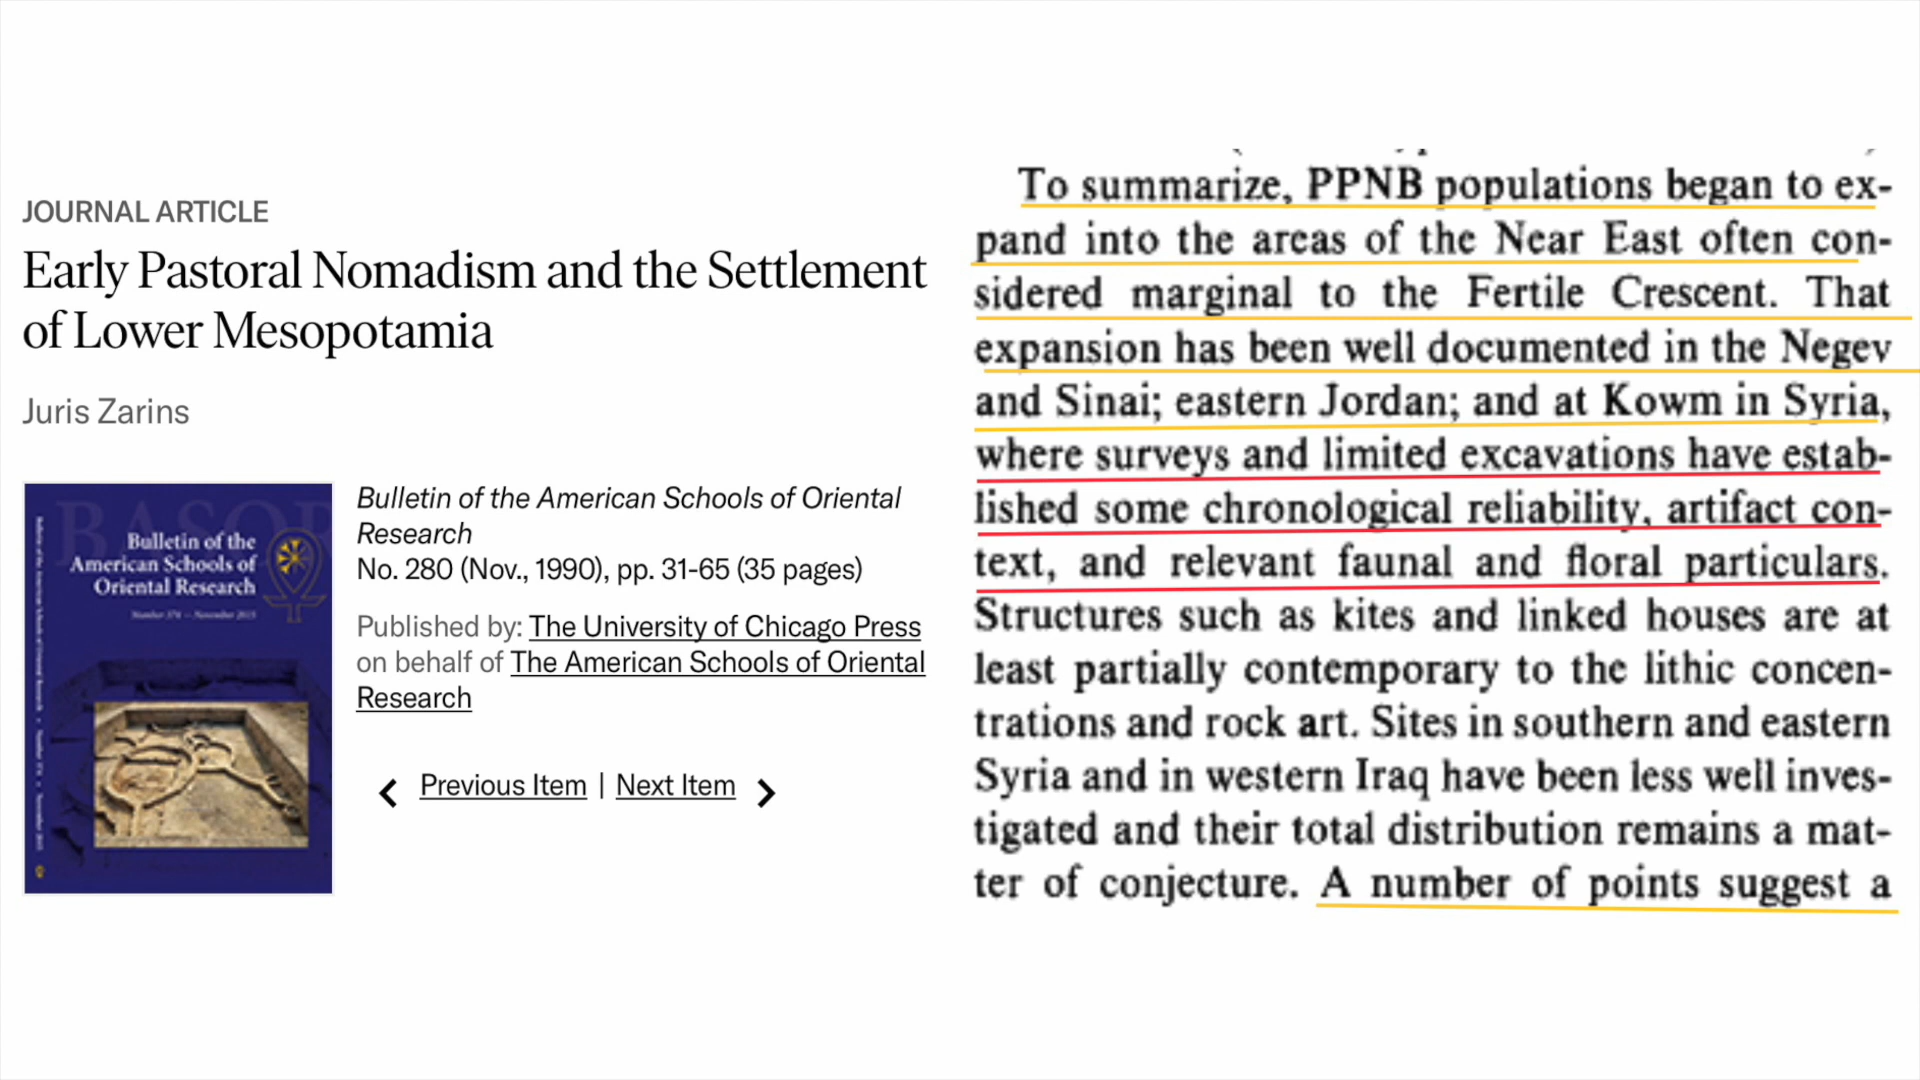 JOURNAL ARTICLE
Early Pastoral Nomadism and the Settlement
of Lower Mesopotamia
Juris Zarins
Bulletin of the
American Schools of
Oriental Research
Bulletin of the American Schools of Oriental
Research
No. 280 (Nov., 1990), pp. 31-65 (35 pages)
Published by: The University of Chicago Press
on behalf of The American Schools of Oriental
Research
Previous Item | Next Item
To summarize, PPNB populations began to ex-
pand into the areas of the Near East often con-
sidered marginal to the Fertile Crescent. That
expansion has been well documented in the Negev
and Sinai; eastern Jordan; and at Kowm in Syria,
where surveys and limited excavations have estab-
lished some chronological reliability, artifact con-
text, and relevant faunal and floral particulars.
Structures such as kites and linked houses are at
least partially contemporary to the lithic concen-
trations and rock art. Sites in southern and eastern
Syria and in western Iraq have been less well inves-
tigated and their total distribution remains a mat-
ter of conjecture. A number of points suggest a